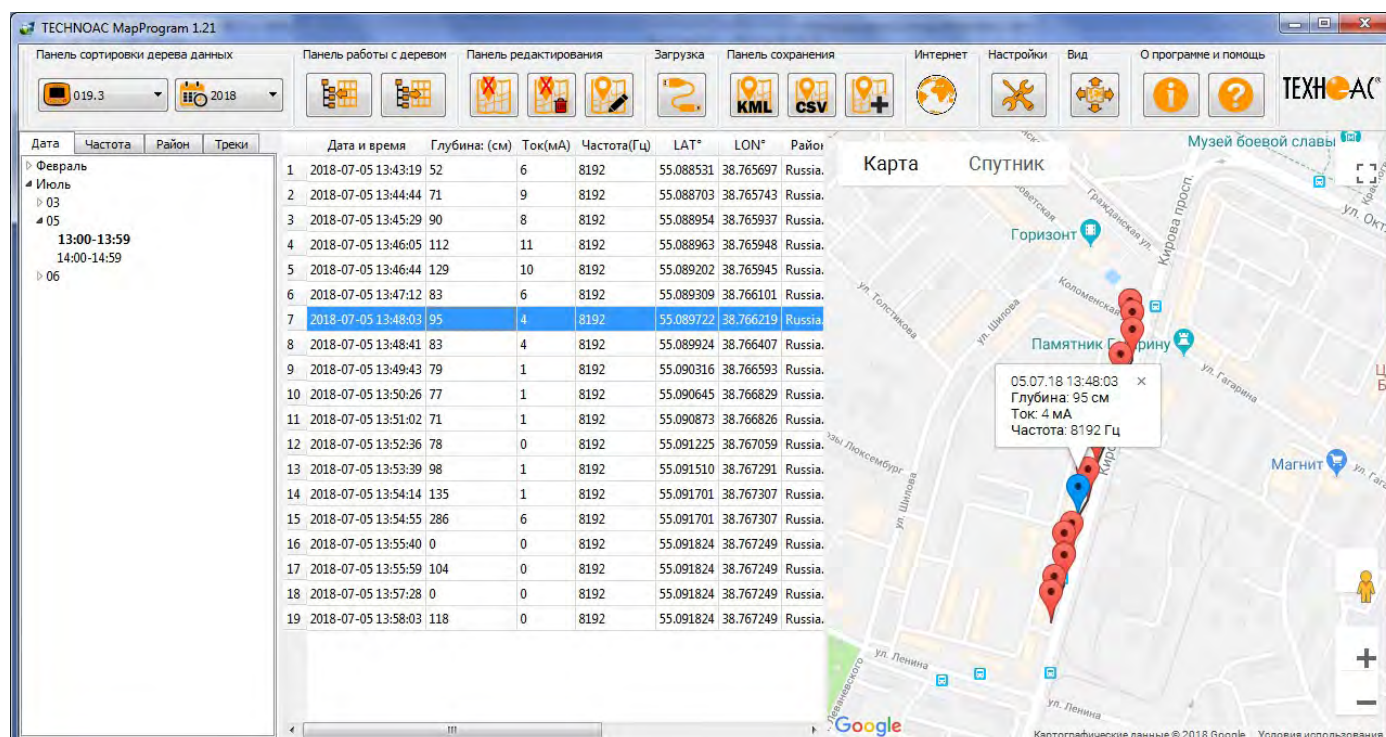 TECHNOAC MapProgram 1.21
Панель сортировки дерева данных
Панель работы с деревом
Панель редактирования
Загрузка
Панель сохранения
Интернет
Настройки
Вид
О программе и помощь
019.3
2018
KML
CSV
ТЕХНО-АС®
Дата Частота Район Треки
Февраль
Июль
03
05
13:00-13:59
14:00-14:59
06
Дата и время Глубина: (см) Ток(мА) Частота(Гц) LAT° LON° Район
1 2018-07-05 13:43:19 52 6 8192 55.088531 38.765697 Russia.
2 2018-07-05 13:44:44 71 9 8192 55.088703 38.765743 Russia.
3 2018-07-05 13:45:29 90 8 8192 55.088954 38.765937 Russia.
4 2018-07-05 13:46:05 112 11 8192 55.088963 38.765948 Russia.
5 2018-07-05 13:46:44 129 10 8192 55.089202 38.765945 Russia.
6 2018-07-05 13:47:12 83 6 8192 55.089309 38.766101 Russia.
7 2018-07-05 13:48:03 95 4 8192 55.089722 38.766219 Russia.
8 2018-07-05 13:48:41 83 4 8192 55.089924 38.766407 Russia.
9 2018-07-05 13:49:43 79 1 8192 55.090316 38.766593 Russia.
10 2018-07-05 13:50:26 77 1 8192 55.090645 38.766829 Russia.
11 2018-07-05 13:51:02 71 1 8192 55.090873 38.766826 Russia.
12 2018-07-05 13:52:36 78 0 8192 55.091225 38.767059 Russia.
13 2018-07-05 13:53:39 98 1 8192 55.091510 38.767291 Russia.
14 2018-07-05 13:54:14 135 1 8192 55.091701 38.767307 Russia.
15 2018-07-05 13:54:55 286 6 8192 55.091701 38.767307 Russia.
16 2018-07-05 13:55:40 0 0 8192 55.091824 38.767249 Russia.
17 2018-07-05 13:55:59 104 0 8192 55.091824 38.767249 Russia.
18 2018-07-05 13:57:28 0 0 8192 55.091824 38.767249 Russia.
19 2018-07-05 13:58:03 118 0 8192 55.091824 38.767249 Russia.
Карта Спутник
Музей боевой славы
ул. Окт
Гражданская ул.
Кирова просп.
Горизонт
Коломенская
ул. Толстикова
ул. Шилова
Памятник Г
рину
ул. Гагарина
05.07.18 13:48:03
Глубина: 95 см
Ток: 4 мА
Частота: 8192 Гц
Магнит
ул. Гага
ул. Шилова
ул. Ленина
ул. Ленина
Google
Картографические данные © 2018 Google Условия использования